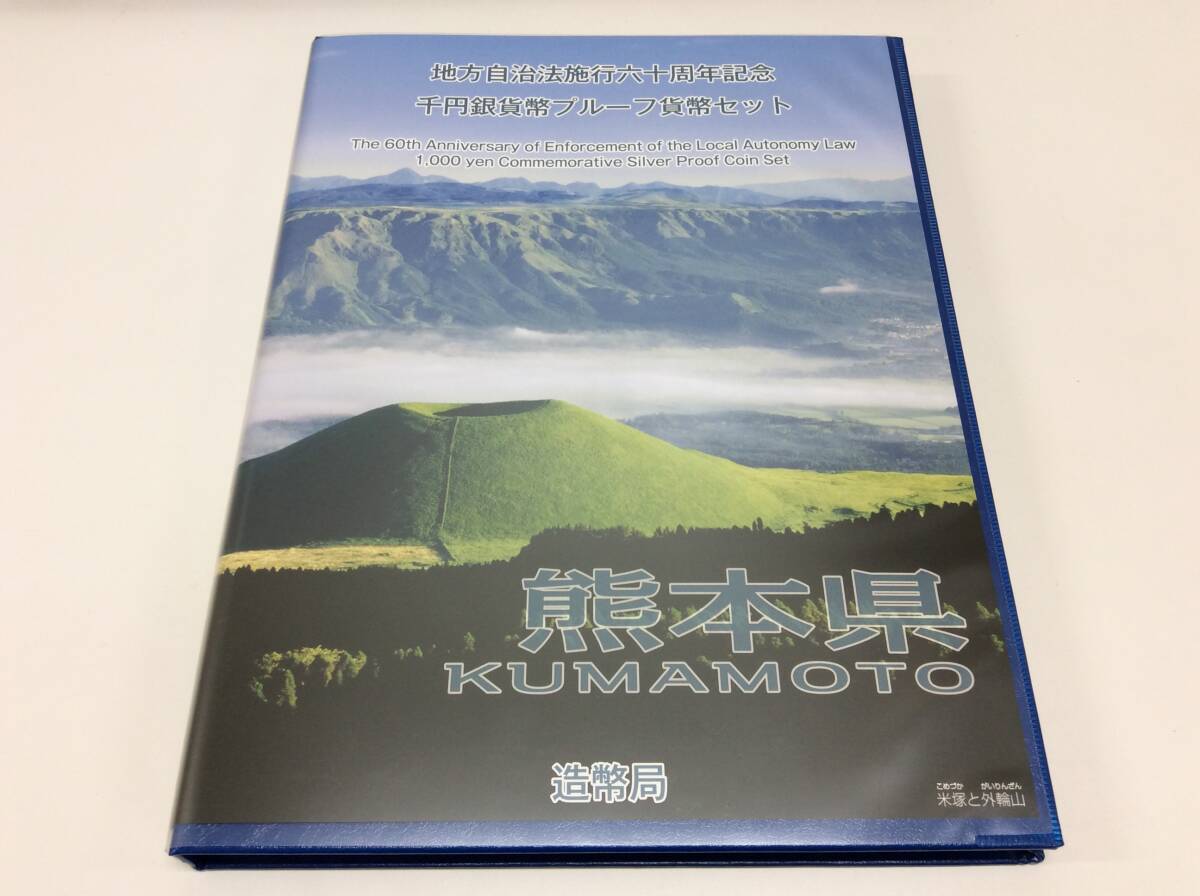 地方自治法施行六十周年記念
千円銀貨幣プルーフ貨幣セット
The 60th Anniversary of Enforcement of the Local Autonomy Law
1,000 yen Commemorative Silver Proof Coin Set
熊本県
KUMAMOTO
造幣局
こめづか がいりんざん
米塚と外輪山